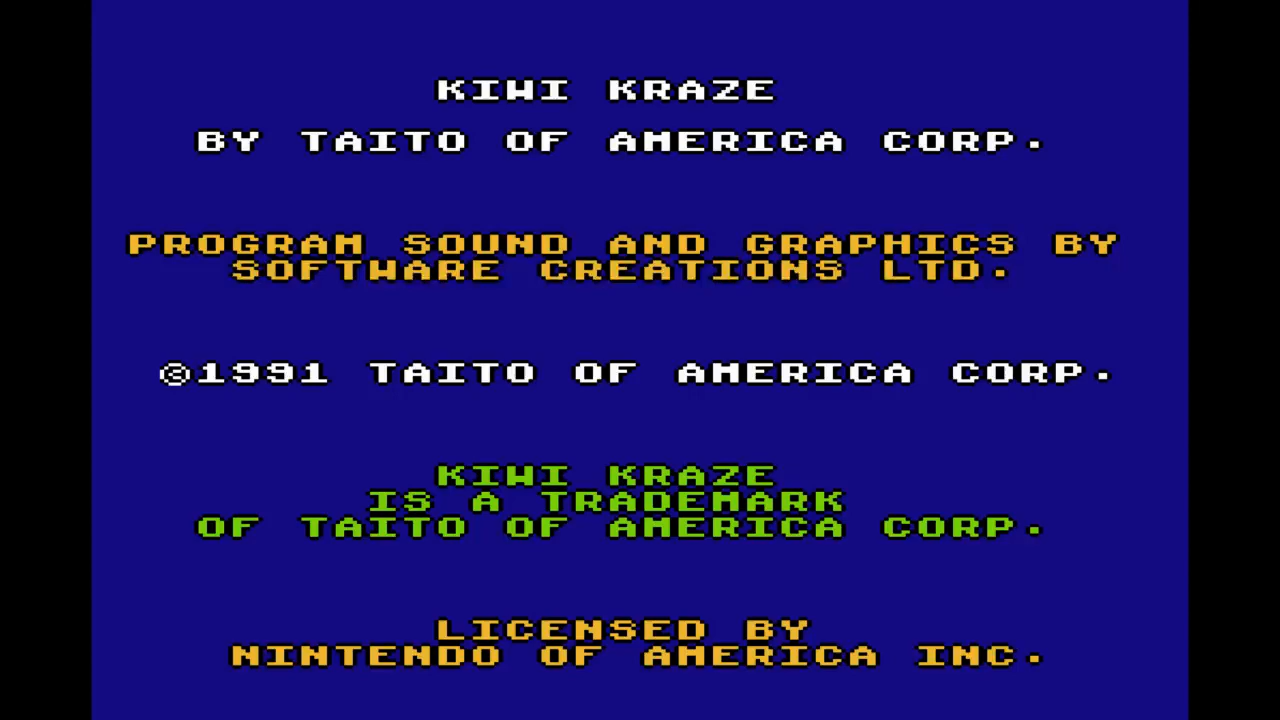 KIWI KRAZE
BY TAITO OF AMERICA CORP.
PROGRAM SOUND AND GRAPHICS BY
SOFTWARE CREATIONS LTD.
©1991 TAITO OF AMERICA CORP.
KIWI KRAZE
IS A TRADEMARK
OF TAITO OF AMERICA CORP.
LICENSED BY
NINTENDO OF AMERICA INC.